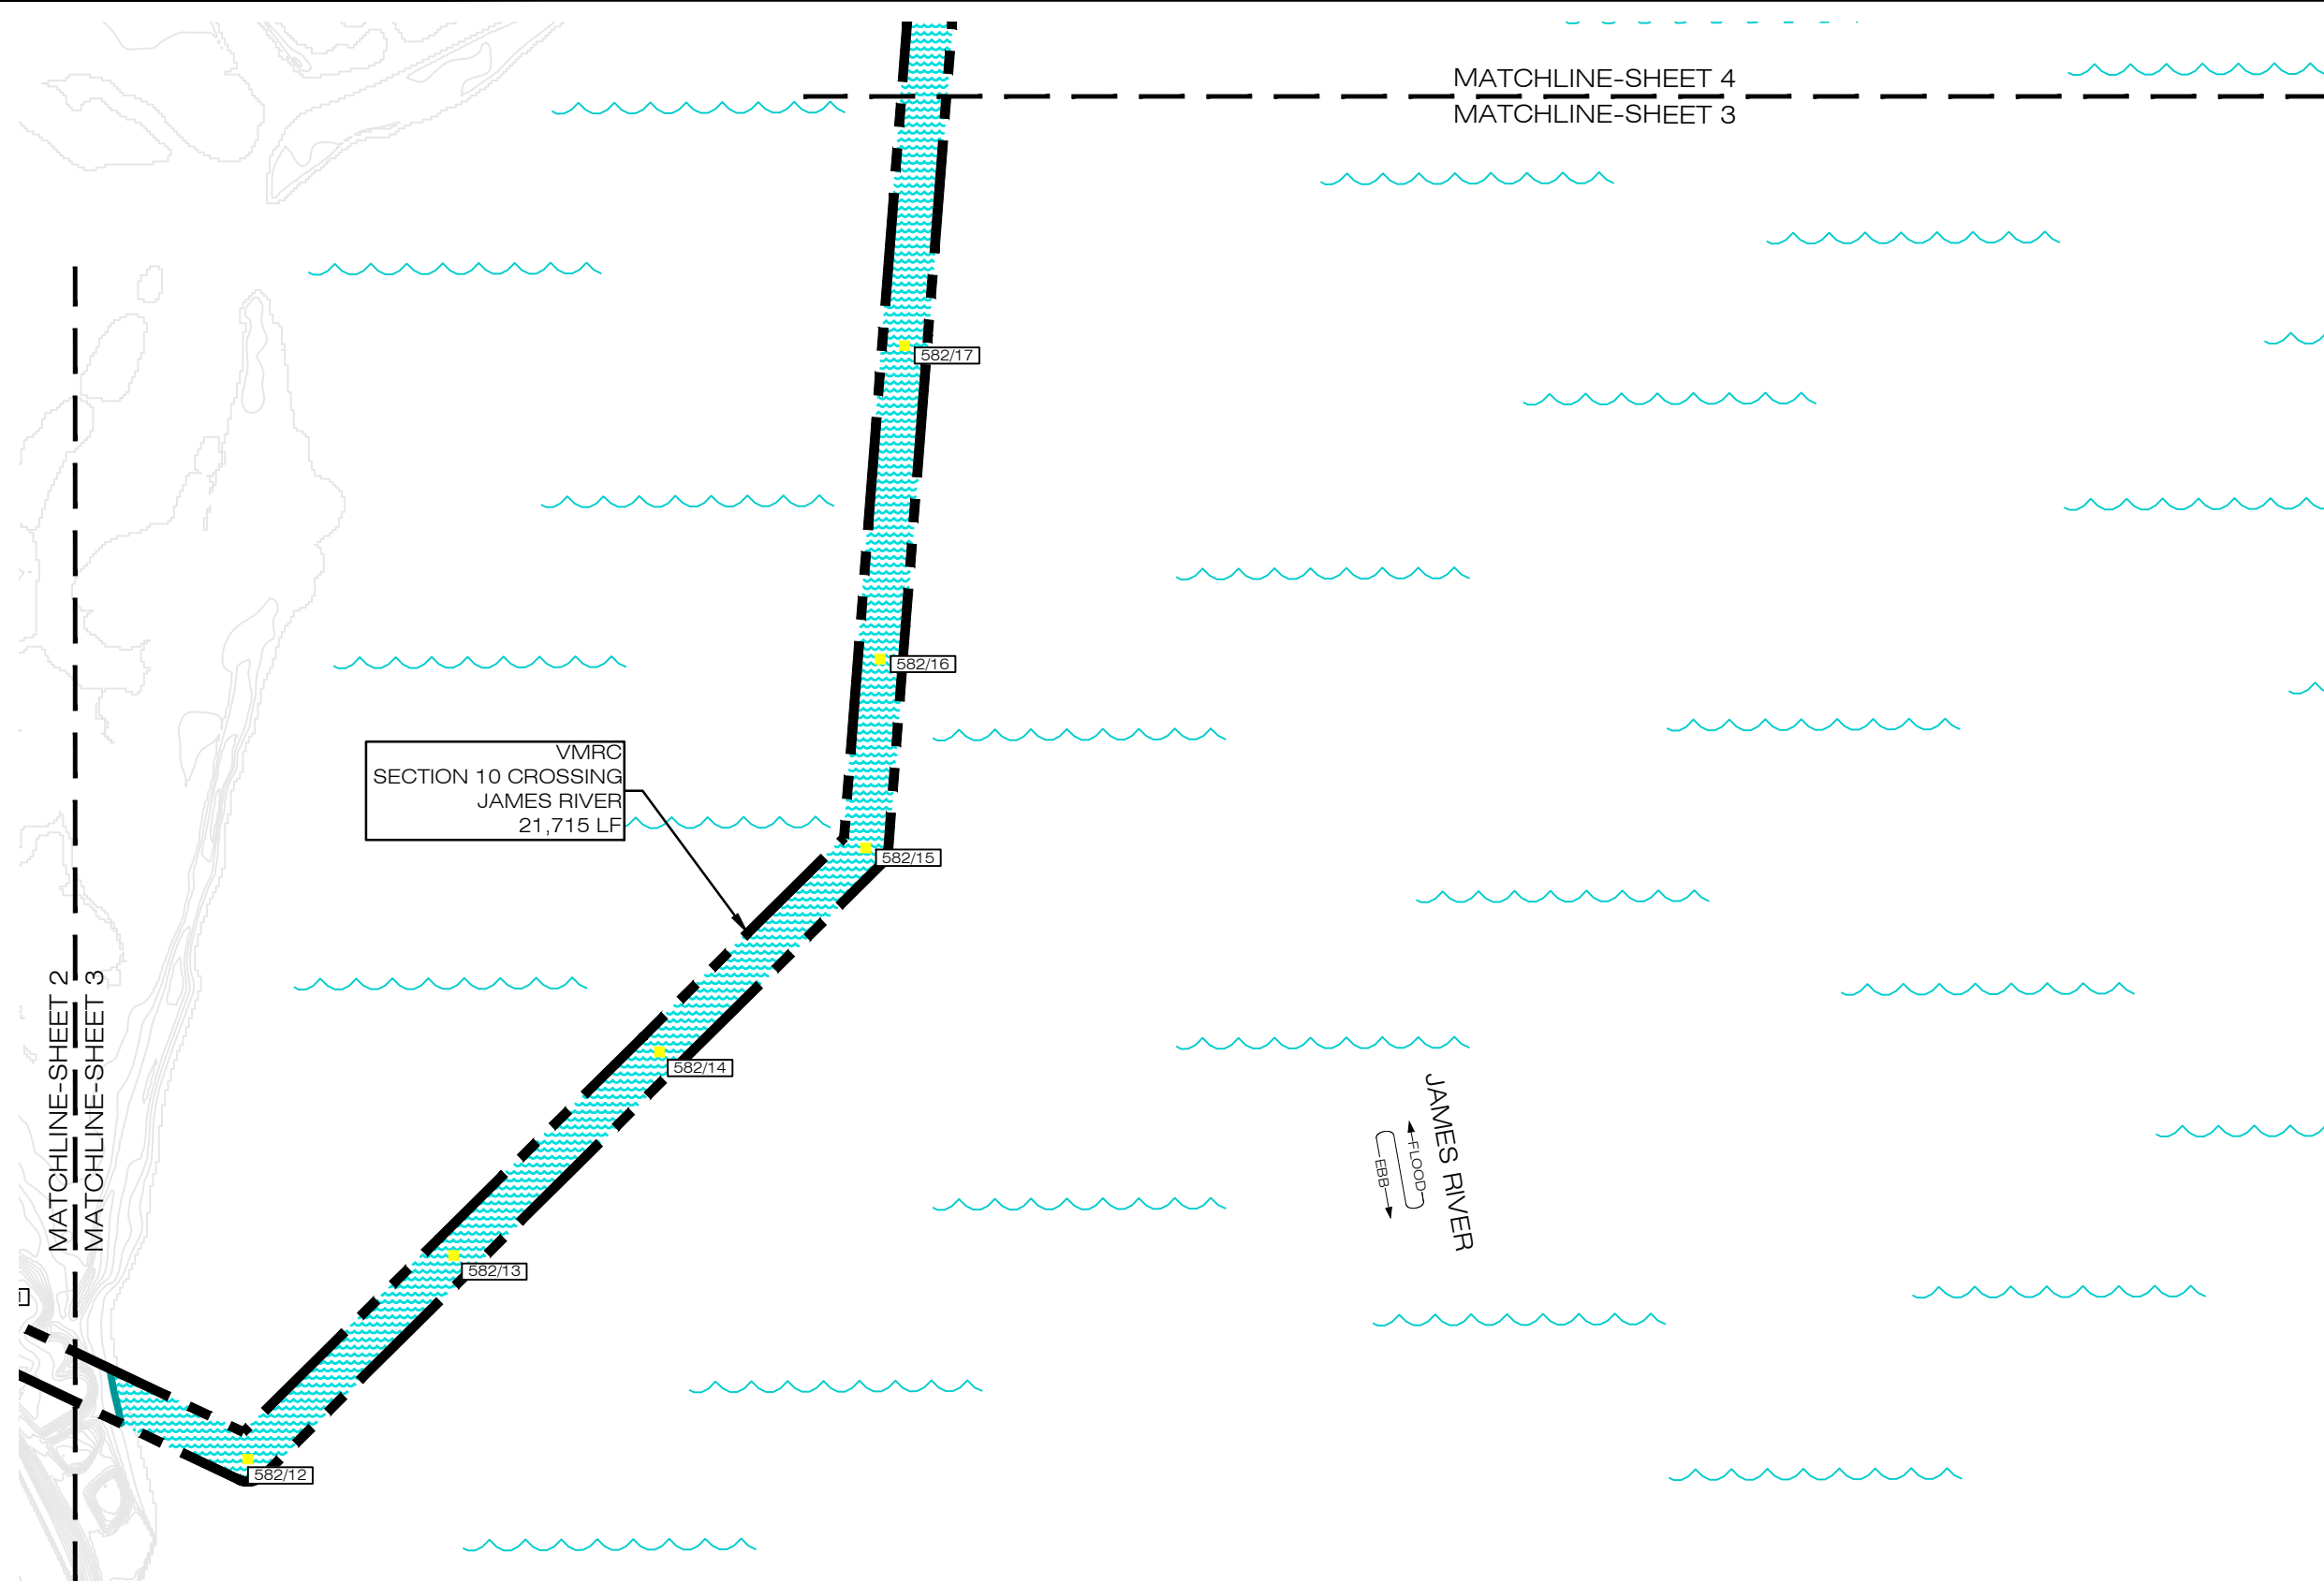 MATCHLINE-SHEET 4
MATCHLINE-SHEET 3
582/17
582/16
VMRC
SECTION 10 CROSSING
JAMES RIVER
21,715 LF
582/15
MATCHLINE-SHEET 2
MATCHLINE-SHEET 3
582/14
JAMES RIVER
FLOOD
EBB
582/13
582/12